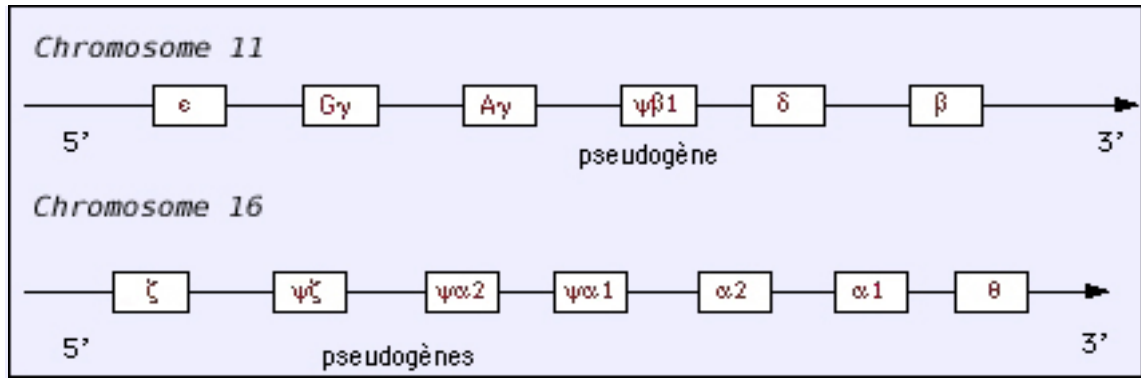 Chromosome 11
ε Gγ Aγ ψβ1 δ β
5' 3'
pseudogène
Chromosome 16
ζ ψζ ψα2 ψα1 α2 α1 θ
5' 3'
pseudogènes